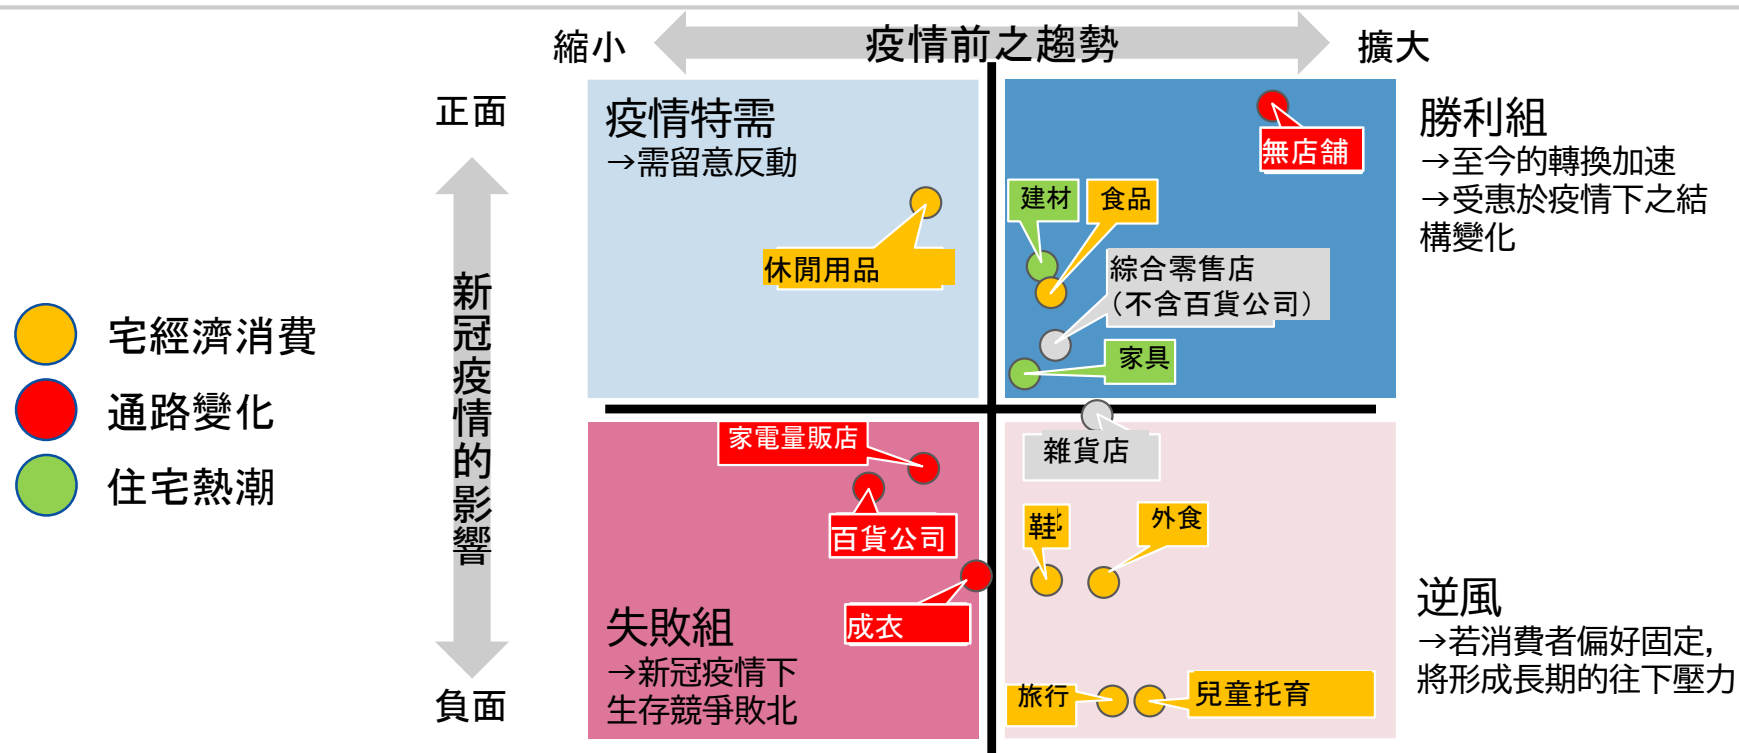 縮小
疫情前之趨勢
擴大
正面
新冠疫情的影響
負面
疫情特需
→需留意反動
休閒用品
無店舖
建材
食品
綜合零售店
（不含百貨公司）
家具
勝利組
→至今的轉換加速
→受惠於疫情下之結
構變化
宅經濟消費
通路變化
住宅熱潮
家電量販店
百貨公司
成衣
失敗組
→新冠疫情下
生存競爭敗北
雜貨店
鞋
外食
旅行
兒童托育
逆風
→若消費者偏好固定，
將形成長期的往下壓力